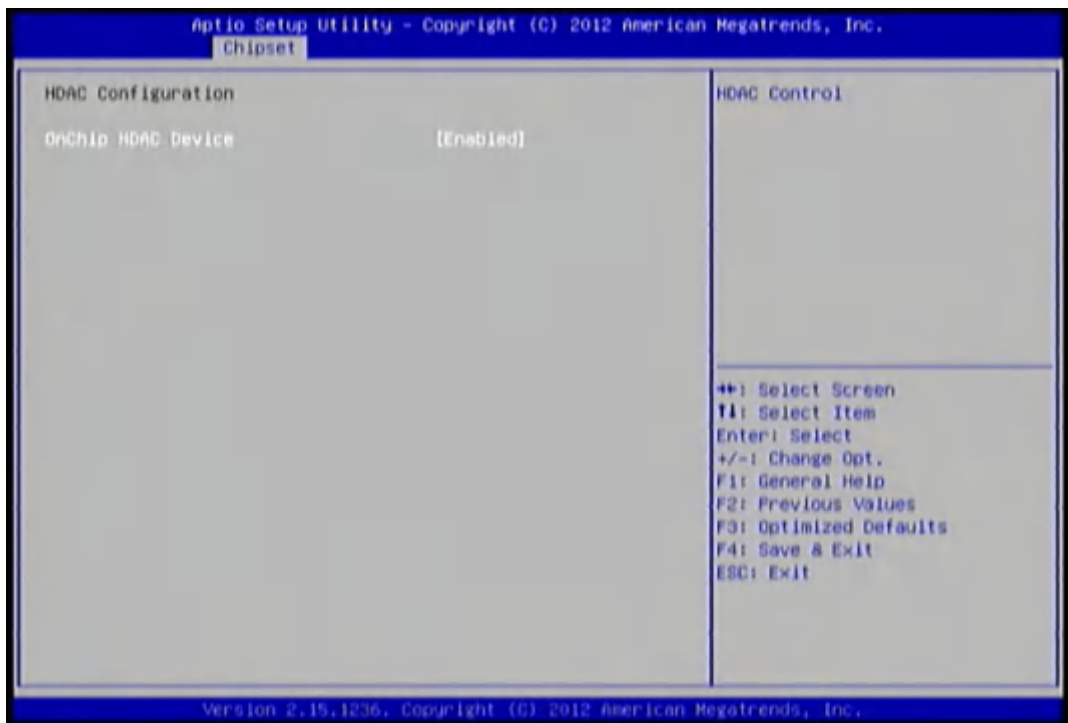 Aptio Setup Utility - Copyright (C) 2012 American Megatrends, Inc.
Chipset
HDAC Configuration
OnChip HDAC Device [Enabled]
HDAC Control
→←: Select Screen
↑↓: Select Item
Enter: Select
+/-: Change Opt.
F1: General Help
F2: Previous Values
F3: Optimized Defaults
F4: Save & Exit
ESC: Exit
Version 2.15.1236. Copyright (C) 2012 American Megatrends, Inc.